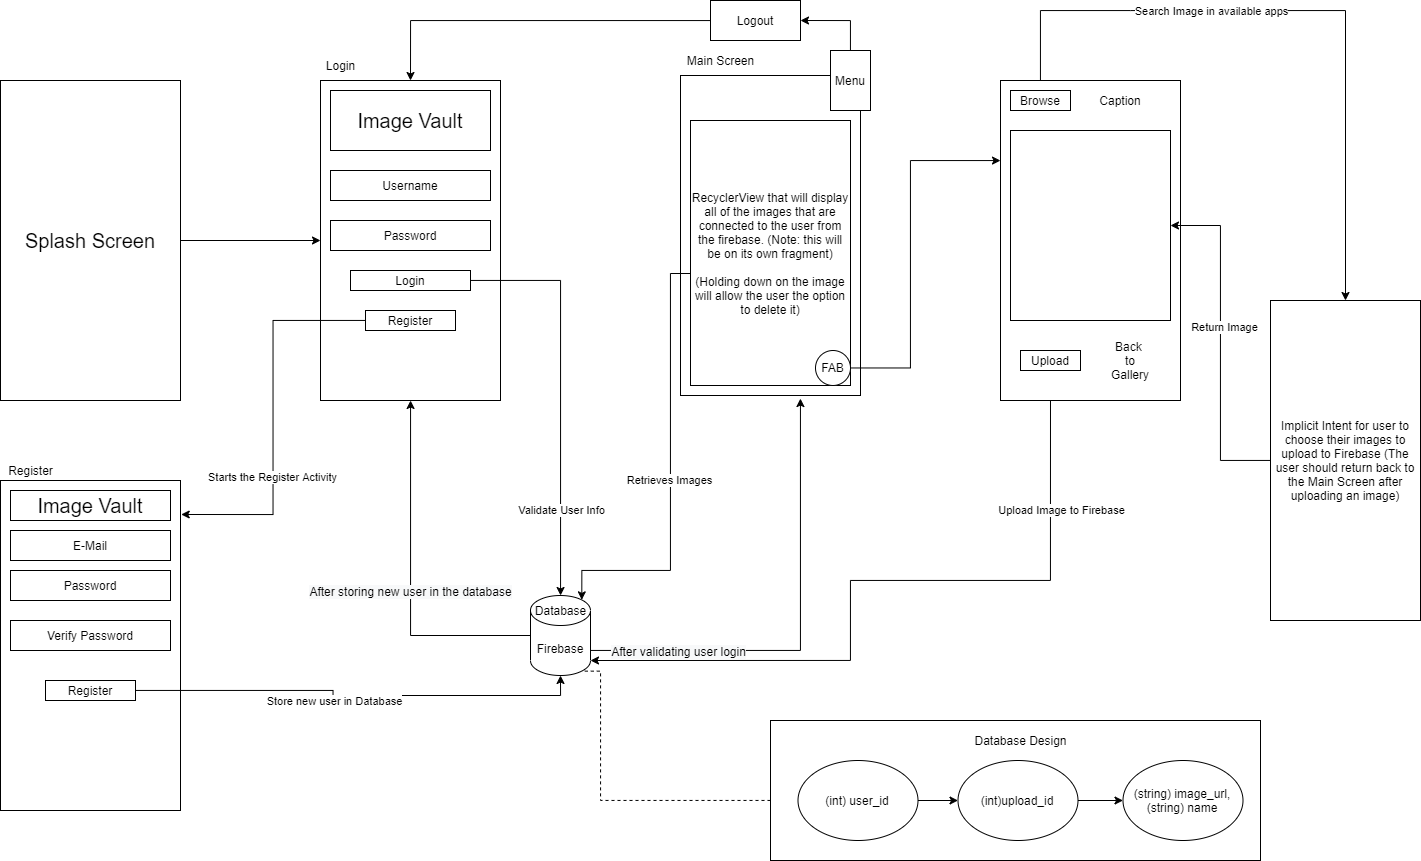 Search Image in available apps
Logout
Login
Main Screen
Menu
Image Vault
Username
Password
Login
Register
Splash Screen
RecyclerView that will display
all of the images that are
connected to the user from
the firebase. (Note: this will
be on its own fragment)
(Holding down on the image
will allow the user the option
to delete it)
FAB
Browse
Caption
Upload
Back
to
Gallery
Return Image
Implicit Intent for user to
choose their images to
upload to Firebase (The
user should return back to
the Main Screen after
uploading an image)
Register
Starts the Register Activity
Image Vault
E-Mail
Password
Verify Password
Register
Retrieves Images
Validate User Info
Upload Image to Firebase
After storing new user in the database
Database
Firebase
After validating user login
Store new user in Database
Database Design
(int) user_id
(int)upload_id
(string) image_url,
(string) name